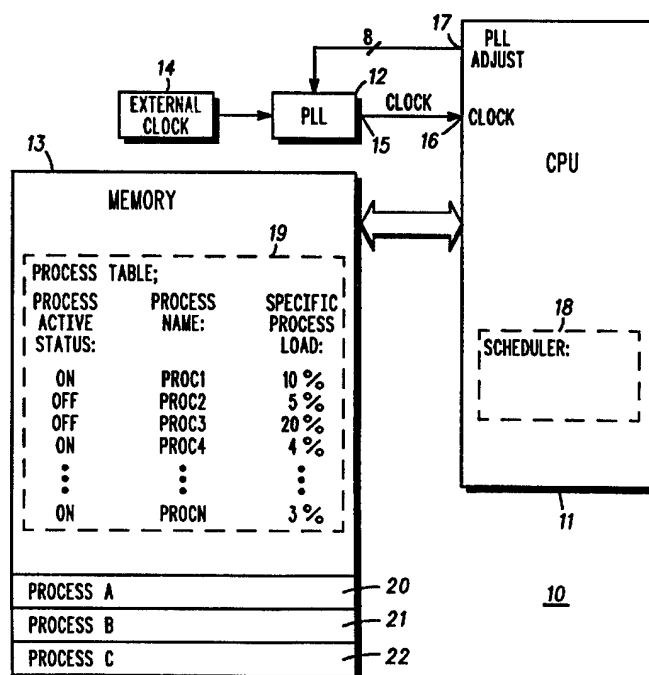 8
17
PLL
ADJUST
14
12
EXTERNAL
CLOCK
PLL
CLOCK
15
16
CLOCK
CPU
13
MEMORY
19
PROCESS TABLE;
PROCESS ACTIVE STATUS: PROCESS NAME: SPECIFIC PROCESS LOAD:
ON PROC1 10%
OFF PROC2 5%
OFF PROC3 20%
ON PROC4 4%
ON PROCN 3%
18
SCHEDULER:
11
10
PROCESS A 20
PROCESS B 21
PROCESS C 22